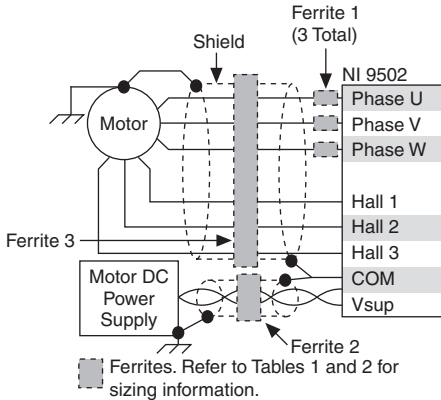 Ferrite 1
(3 Total)
Shield
NI 9502
Phase U
Motor
Phase V
Phase W
Hall 1
Hall 2
Ferrite 3
Hall 3
Motor DC
Power
Supply
COM
Vsup
Ferrite 2
Ferrites. Refer to Tables 1 and 2 for
sizing information.